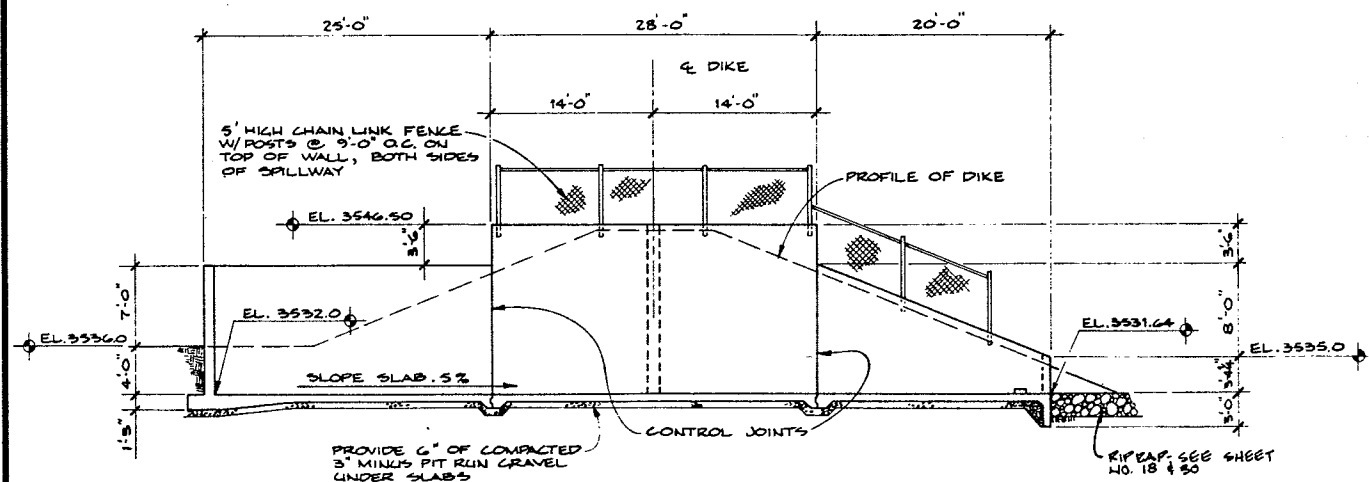 25'-0"
28'-0"
20'-0"
℄ DIKE
14'-0"
14'-0"
5' HIGH CHAIN LINK FENCE
W/POSTS @ 9'-0" O.C. ON
TOP OF WALL, BOTH SIDES
OF SPILLWAY
PROFILE OF DIKE
EL. 3546.50
3'-6"
3'-6"
7'-0"
8'-0"
EL. 3532.0
EL. 3531.64
EL. 3536.0
EL. 3535.0
4'-0"
SLOPE SLAB .5%
1'-3"
3'-0"
CONTROL JOINTS
PROVIDE 6" OF COMPACTED
3" MINUS PIT RUN GRAVEL
UNDER SLABS
RIPRAP-SEE SHEET
NO. 18 & 30